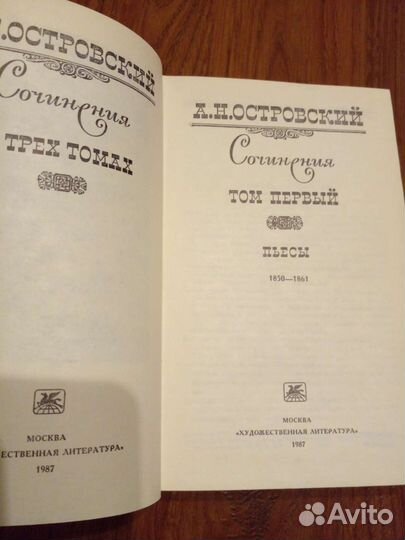 .ОСТРОВСКИЙ
Сочинения
ТРЕХ ТОМАХ
МОСКВА
ЕСТВЕННАЯ ЛИТЕРАТУРА»
1987
А.Н.ОСТРОВСКИЙ
Сочинения
ТОМ ПЕРВЫЙ
ПЬЕСЫ
1850—1861
МОСКВА
«ХУДОЖЕСТВЕННАЯ ЛИТЕРАТУРА»
1987
Avito